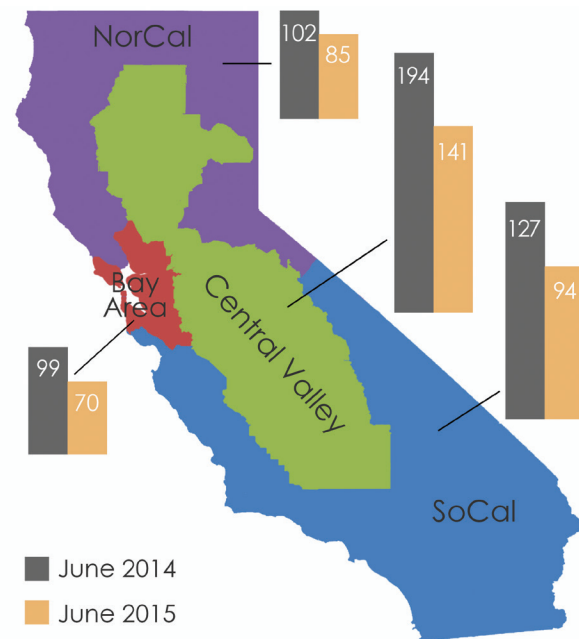 NorCal
102
85
194
141
127
94
Bay
Area
Central Valley
99
70
SoCal
June 2014
June 2015